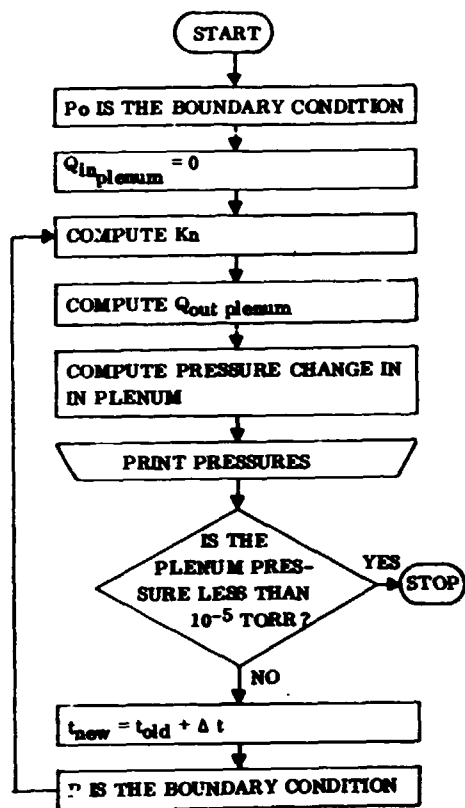 START
Po IS THE BOUNDARY CONDITION
Qin plenum = 0
COMPUTE Kn
COMPUTE Qout plenum
COMPUTE PRESSURE CHANGE IN
IN PLENUM
PRINT PRESSURES
IS THE
PLENUM PRES-
SURE LESS THAN
10⁻⁵ TORR?
YES
STOP
NO
tnew = told + Δ t
P IS THE BOUNDARY CONDITION